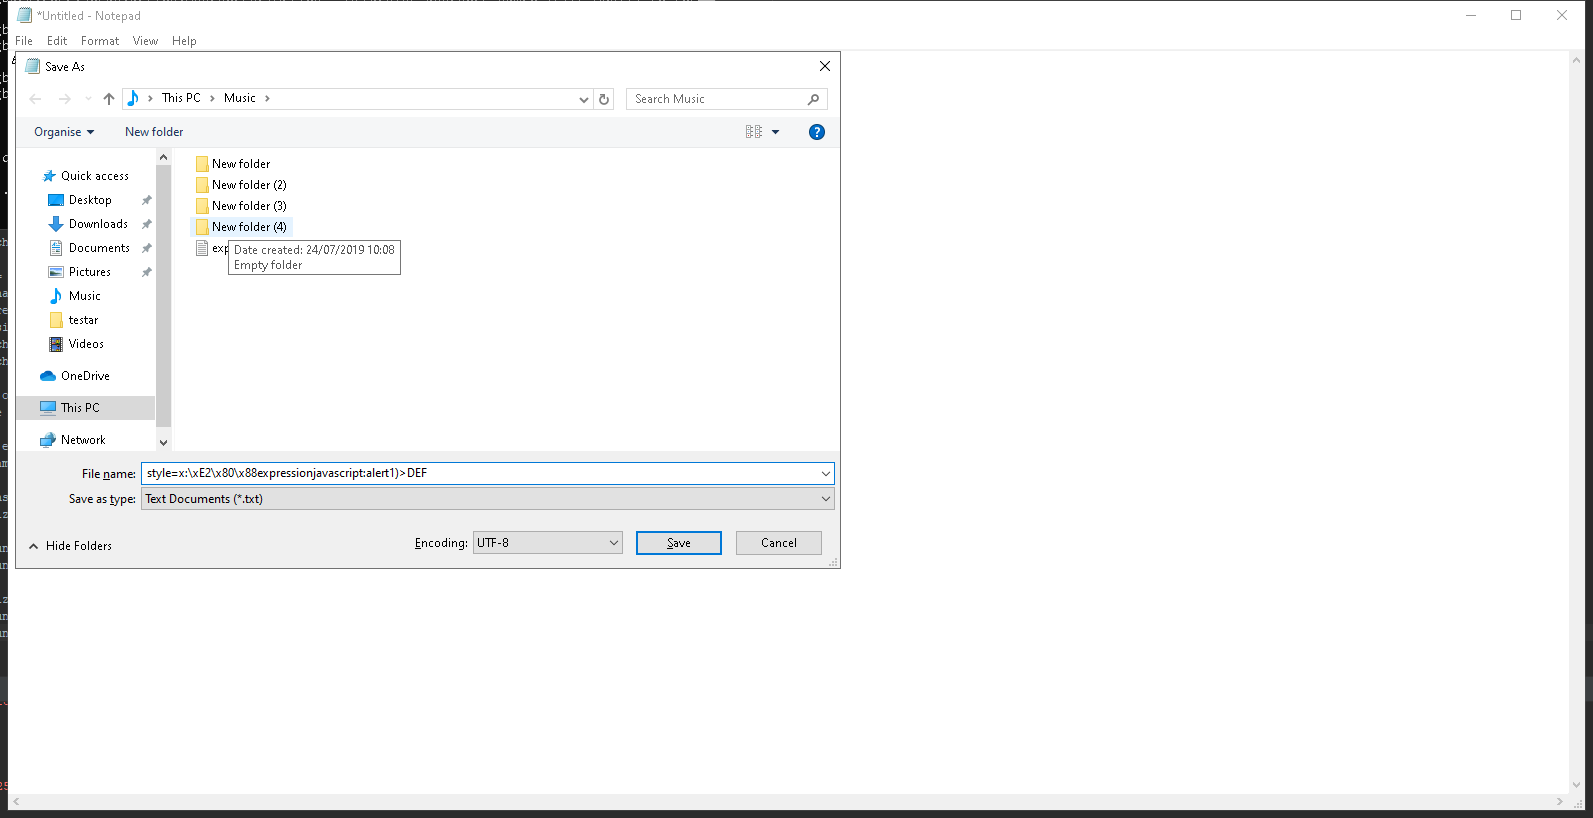 *Untitled - Notepad
File Edit Format View Help
Save As
This PC > Music >
Search Music
Organise
New folder
Quick access
Desktop
Downloads
Documents
Pictures
Music
testar
Videos
OneDrive
This PC
Network
New folder
New folder (2)
New folder (3)
New folder (4)
exp
Date created: 24/07/2019 10:08
Empty folder
File name: style=x:\xE2\x80\x88expressionjavascript:alert1)>DEF
Save as type: Text Documents (*.txt)
Hide Folders
Encoding: UTF-8
Save
Cancel